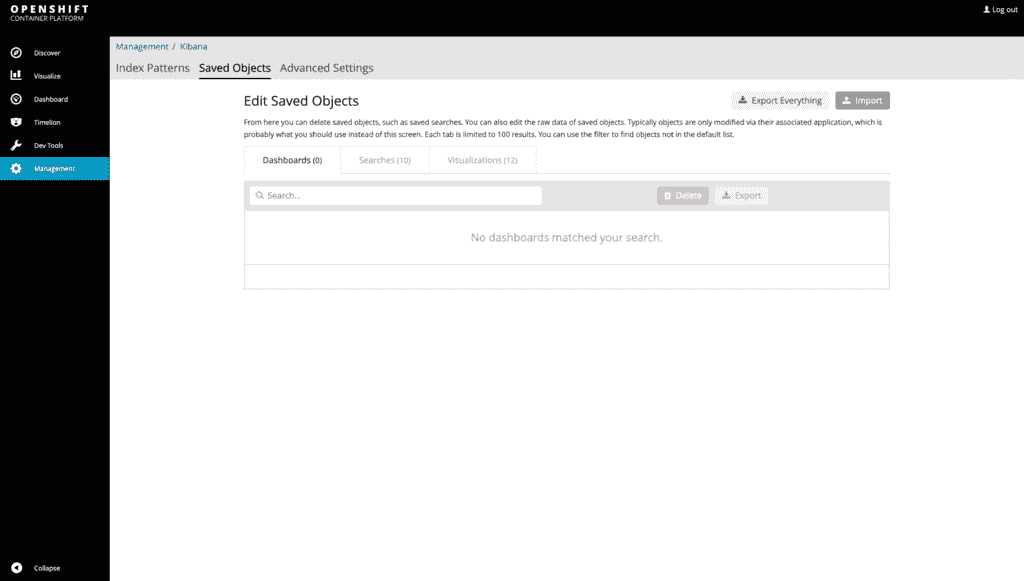 OPENSHIFT
CONTAINER PLATFORM
Log out
Discover
Visualize
Dashboard
Timelion
Dev Tools
Management
Collapse
Management / Kibana
Index Patterns Saved Objects Advanced Settings
Edit Saved Objects
Export Everything Import
From here you can delete saved objects, such as saved searches. You can also edit the raw data of saved objects. Typically objects are only modified via their associated application, which is
probably what you should use instead of this screen. Each tab is limited to 100 results. You can use the filter to find objects not in the default list.
Dashboards (0) Searches (10) Visualizations (12)
Search... Delete Export
No dashboards matched your search.